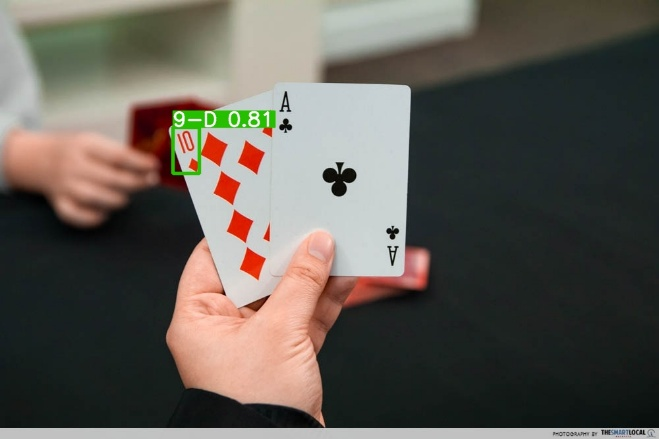 9-D 0.81
A
10
A
PHOTOGRAPHY BY THESMARTLOCAL